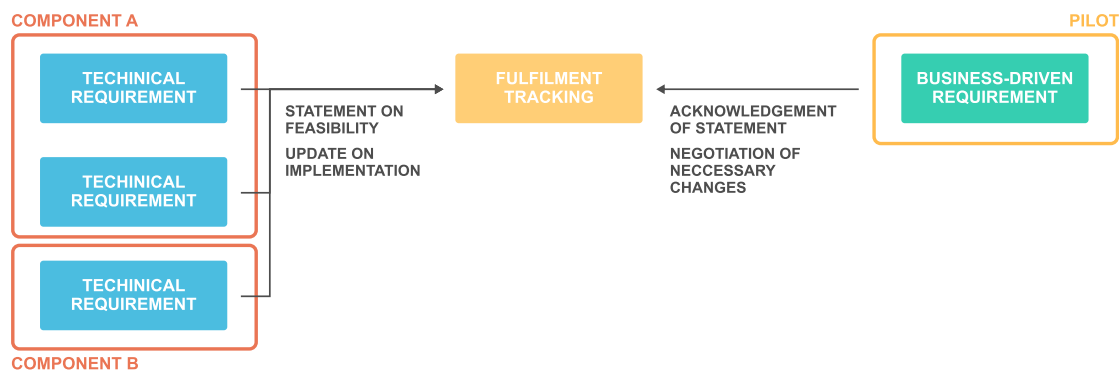 COMPONENT A
TECHINICAL
REQUIREMENT
TECHINICAL
REQUIREMENT
TECHINICAL
REQUIREMENT
COMPONENT B
STATEMENT ON
FEASIBILITY
UPDATE ON
IMPLEMENTATION
FULFILMENT
TRACKING
ACKNOWLEDGEMENT
OF STATEMENT
NEGOTIATION OF
NECCESSARY
CHANGES
PILOT
BUSINESS-DRIVEN
REQUIREMENT